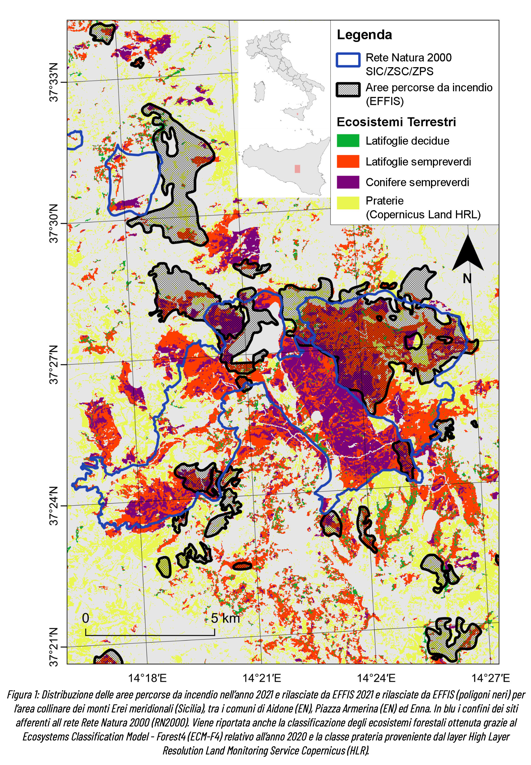 Legenda
Rete Natura 2000
SIC/ZSC/ZPS
Aree percorse da incendio
(EFFIS)
Ecosistemi Terrestri
Latifoglie decidue
Latifoglie sempreverdi
Conifere sempreverdi
Praterie
(Copernicus Land HRL)
N
37°33'N
37°30'N
37°27'N
37°24'N
37°21'N
0
5 km
14°18'E
14°21'E
14°24'E
14°27'E
Figura 1: Distribuzione delle aree percorse da incendio nell'anno 2021 e rilasciate da EFFIS 2021 e rilasciate da EFFIS (poligoni neri) per
l'area collinare dei monti Erei meridionali (Sicilia), tra i comuni di Aidone (EN), Piazza Armerina (EN) ed Enna. In blu i confini dei siti
afferenti all rete Rete Natura 2000 (RN2000). Viene riportata anche la classificazione degli ecosistemi forestali ottenuta grazie al
Ecosystems Classification Model - Forest4 (ECM-F4) relativo all'anno 2020 e la classe prateria proveniente dal layer High Layer
Resolution Land Monitoring Service Copernicus (HLR).